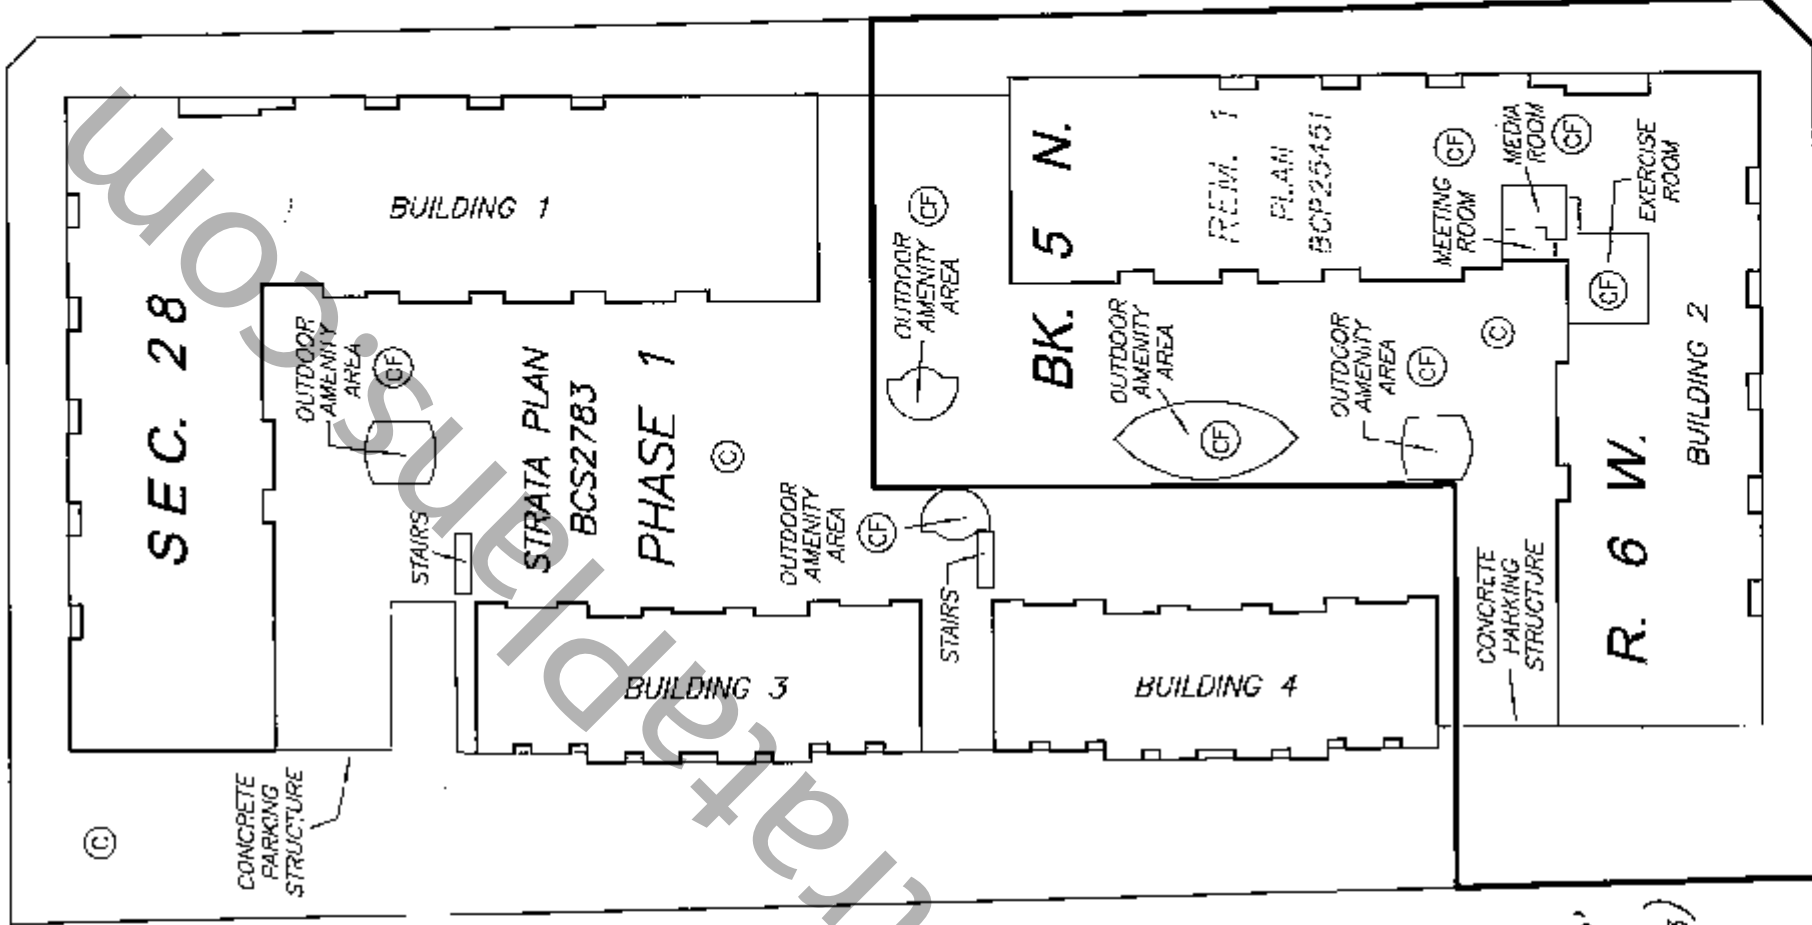 SEC. 28
BUILDING 1
OUTDOOR
AMENITY
AREA
CF
STRATA PLAN
BCS2783
PHASE 1
C
STAIRS
OUTDOOR
AMENITY
AREA
CF
STAIRS
BUILDING 3
BUILDING 4
CONCRETE
PARKING
STRUCTURE
C
OUTDOOR
AMENITY
AREA
CF
BK. 5 N.
REM. 1
PLAN
BCP25451
OUTDOOR
AMENITY
AREA
CF
OUTDOOR
AMENITY
AREA
CF
C
MEETING
ROOM
CF
MEDIA
ROOM
CF
EXERCISE
ROOM
CF
BUILDING 2
R. 6 W.
CONCRETE
PARKING
STRUCTURE
rataplans.com